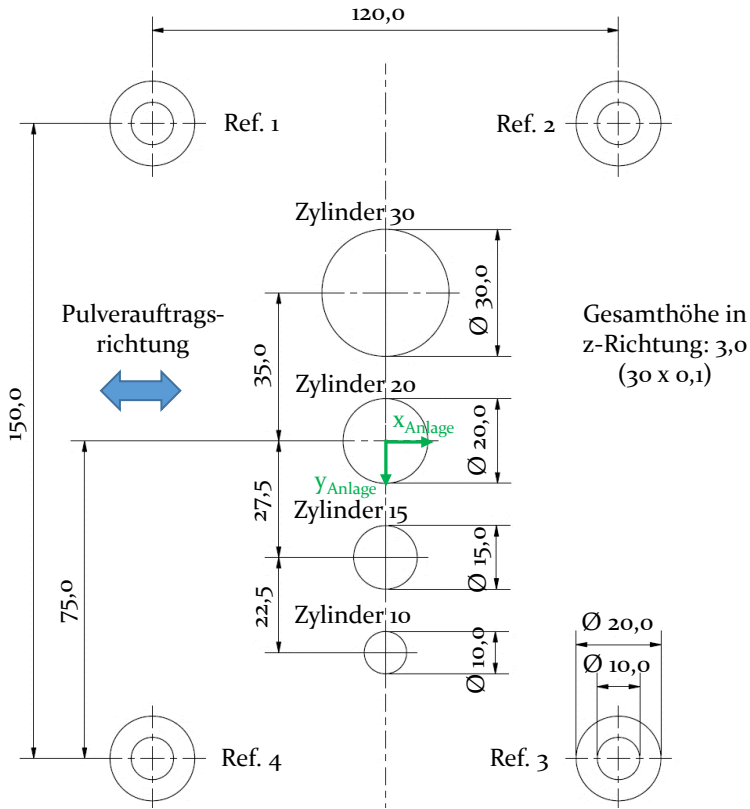 120,0
Ref. 1
Ref. 2
Zylinder 30
Ø 30,0
Pulverauftrags-
richtung
Gesamthöhe in
z-Richtung: 3,0
(30 x 0,1)
35,0
150,0
Zylinder 20
xAnlage
Ø 20,0
yAnlage
27,5
Zylinder 15
Ø 15,0
75,0
22,5
Zylinder 10
Ø 10,0
Ø 20,0
Ø 10,0
Ref. 4
Ref. 3